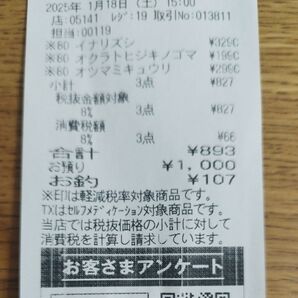 2025年 1月18日（土）15:00
店:05141 ﾚｼﾞ:19 取引No:013811
担当:00119
※80 イナリズシ ¥329C
※60 オクラトヒジキノゴマ ¥199C
※60 オツマミキュウリ ¥299C
小計 3点 ¥827
税抜金額対象
8% 3点 ¥827
消費税額
8% 3点 ¥66
合計 ¥893
お預り ¥1,000
お釣 ¥107
※印は軽減税率対象商品です。
TXはｾﾙﾌﾒﾃﾞｨｹｰｼｮﾝ対象商品です。
当店では税抜価格の小計に対して
消費税を計算し請求しています。
お客さまアンケート